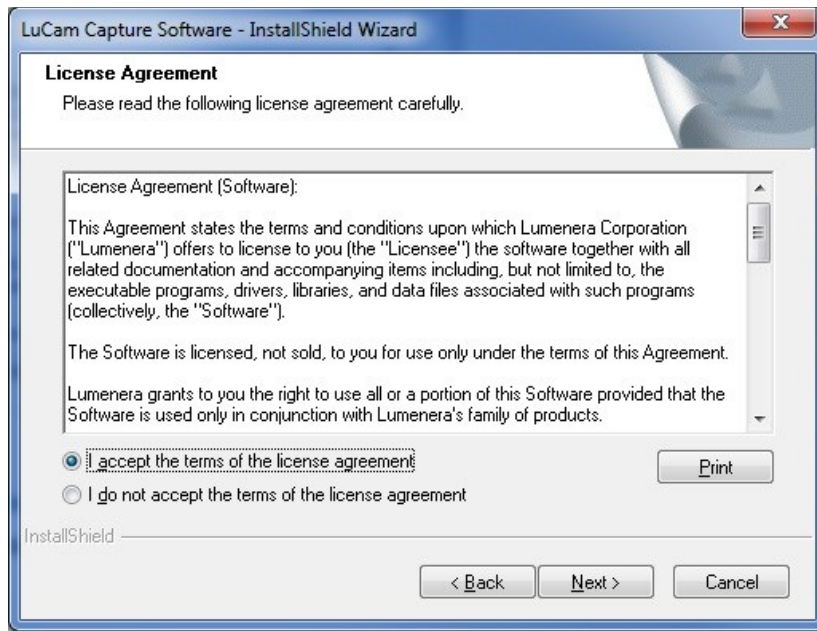 LuCam Capture Software - InstallShield Wizard
License Agreement
Please read the following license agreement carefully.
License Agreement (Software):
This Agreement states the terms and conditions upon which Lumenera Corporation
("Lumenera") offers to license to you (the "Licensee") the software together with all
related documentation and accompanying items including, but not limited to, the
executable programs, drivers, libraries, and data files associated with such programs
(collectively, the "Software").
The Software is licensed, not sold, to you for use only under the terms of this Agreement.
Lumenera grants to you the right to use all or a portion of this Software provided that the
Software is used only in conjunction with Lumenera's family of products.
I accept the terms of the license agreement
Print
I do not accept the terms of the license agreement
InstallShield
< Back
Next >
Cancel